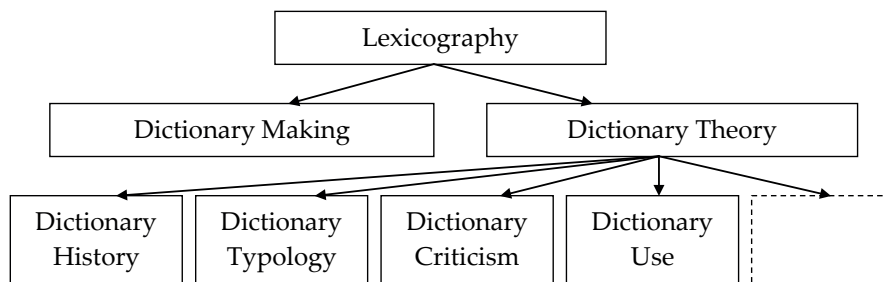 Lexicography
Dictionary Making
Dictionary Theory
Dictionary
History
Dictionary
Typology
Dictionary
Criticism
Dictionary
Use